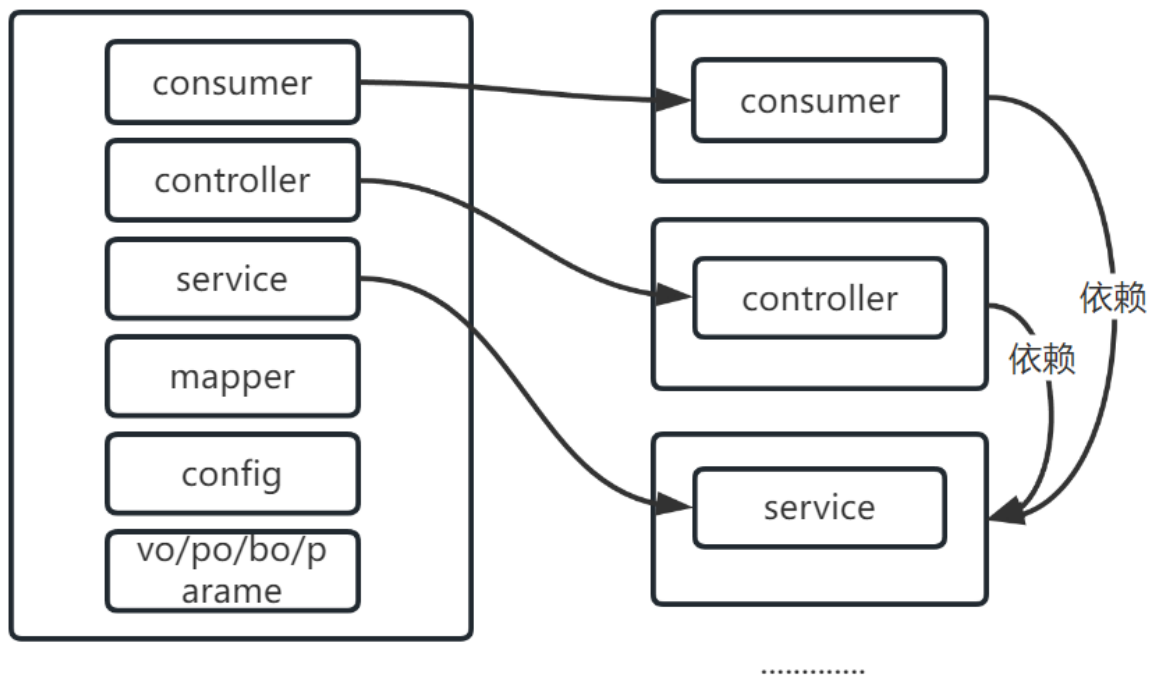 consumer
controller
service
mapper
config
vo/po/bo/p
arame
consumer
controller
service
依赖
依赖
.............